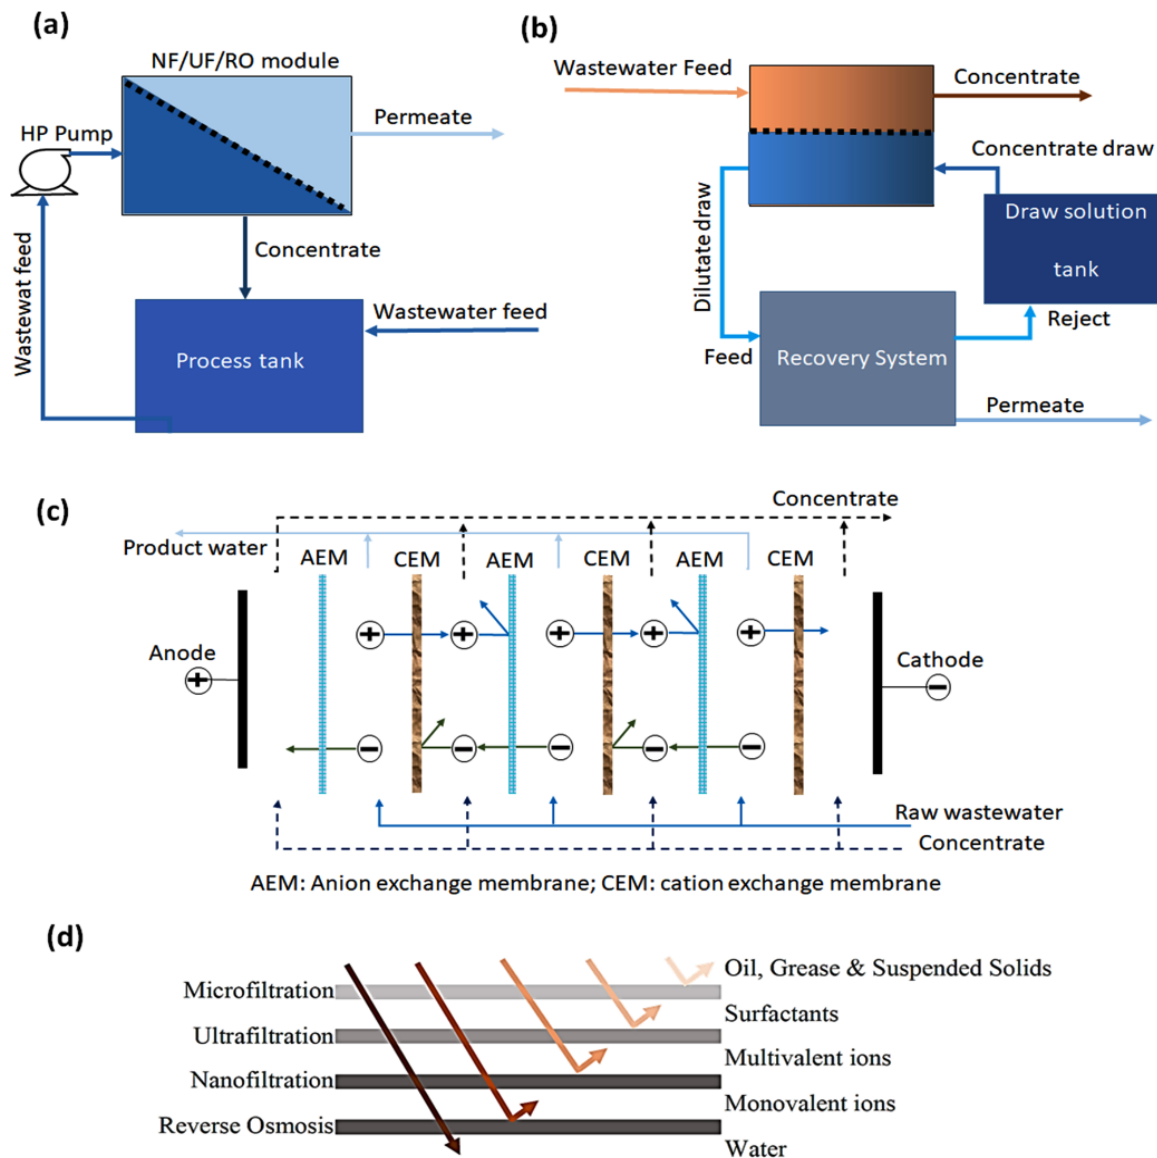 (a)
NF/UF/RO module
HP Pump
Permeate
Wastewat feed
Concentrate
Wastewater feed
Process tank
(b)
Wastewater Feed
Concentrate
Concentrate draw
Dilutate draw
Draw solution
tank
Feed
Recovery System
Reject
Permeate
(c)
Concentrate
Product water
AEM
CEM
AEM
CEM
AEM
CEM
+
+
+
+
+
Anode
+
Cathode
−
−
−
−
−
−
Raw wastewater
Concentrate
AEM: Anion exchange membrane; CEM: cation exchange membrane
(d)
Oil, Grease & Suspended Solids
Microfiltration
Surfactants
Ultrafiltration
Multivalent ions
Nanofiltration
Monovalent ions
Reverse Osmosis
Water